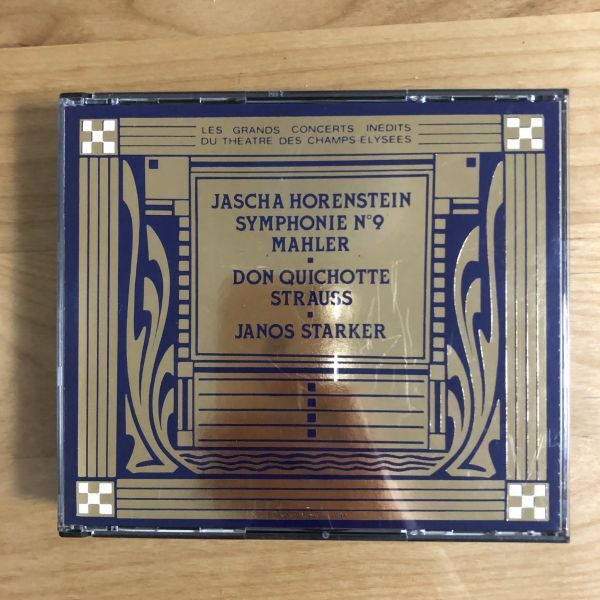 LES GRANDS CONCERTS INEDITS
DU THEATRE DES CHAMPS-ELYSEES
JASCHA HORENSTEIN
SYMPHONIE N°9
MAHLER
DON QUICHOTTE
STRAUSS
JANOS STARKER